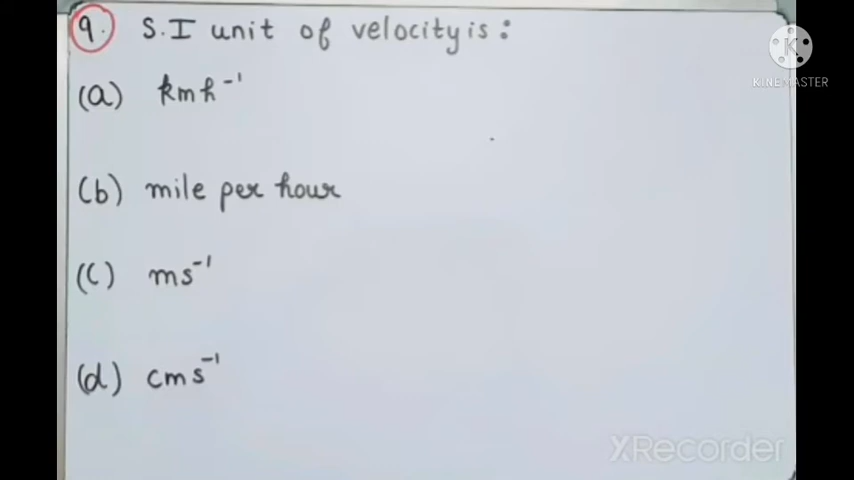 9. S.I unit of velocity is :
K
KINEMASTER
(a) kmh⁻¹
(b) mile per hour
(c) ms⁻¹
(d) cms⁻¹
XRecorder